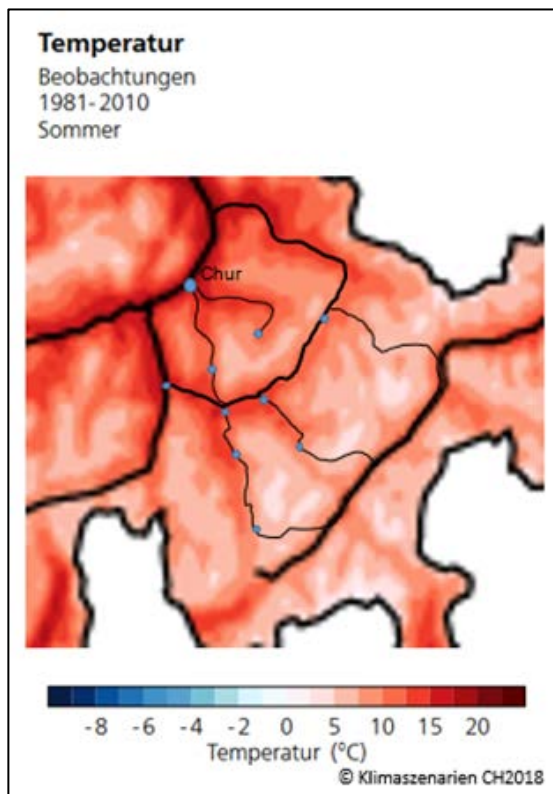 Temperatur
Beobachtungen
1981-2010
Sommer
Chur
-8 -6 -4 -2 0 5 10 15 20
Temperatur (°C)
© Klimaszenarien CH2018